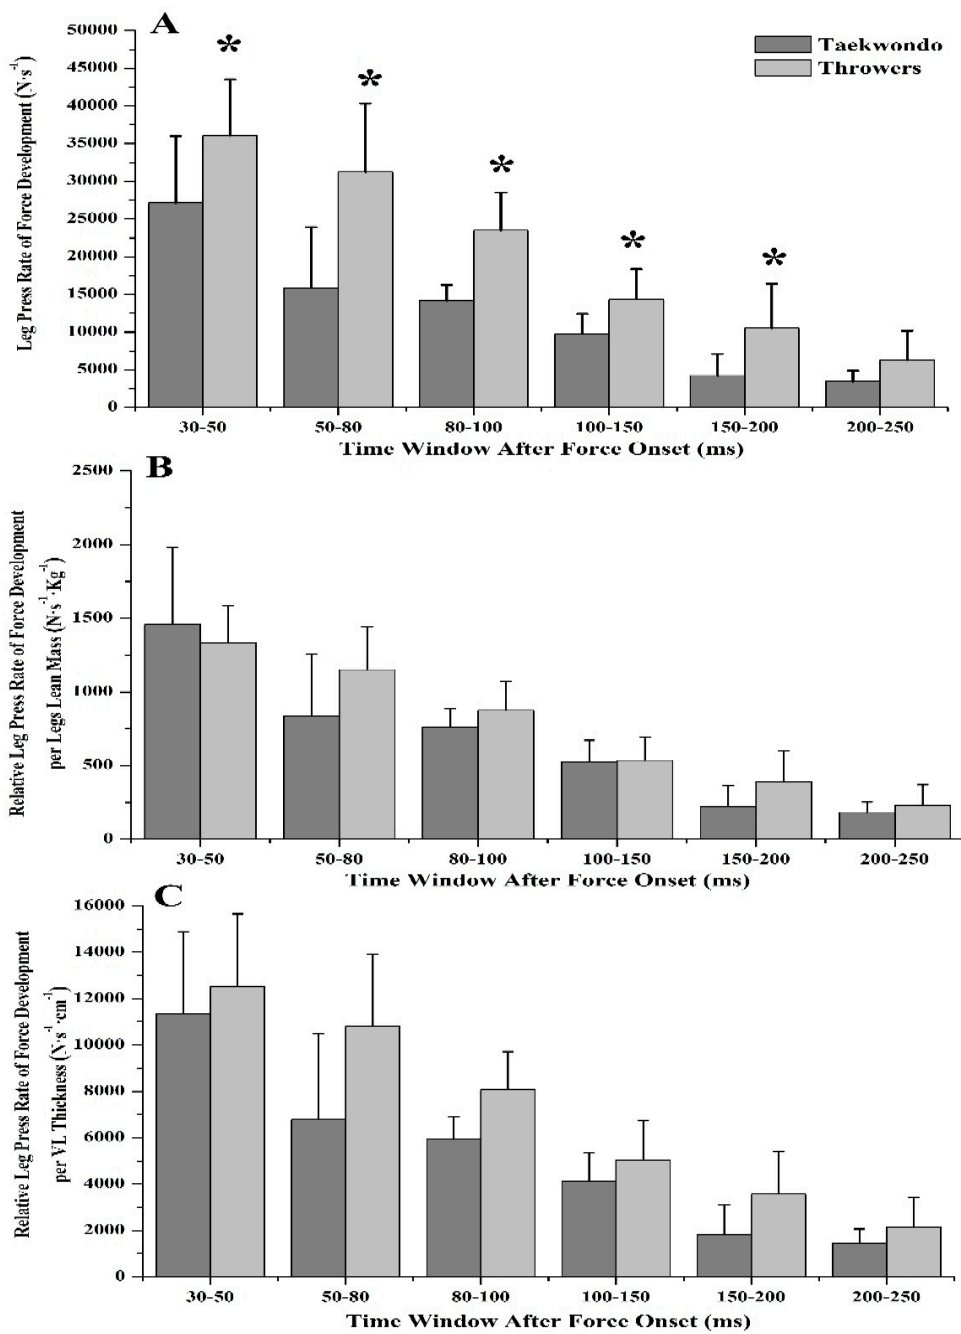 A
Taekwondo
Throwers
*
*
*
*
*
Leg Press Rate of Force Development (N·s⁻¹)
50000
45000
40000
35000
30000
25000
20000
15000
10000
5000
0
30-50 50-80 80-100 100-150 150-200 200-250
Time Window After Force Onset (ms)
B
Relative Leg Press Rate of Force Development
per Legs Lean Mass (N·s⁻¹·Kg⁻¹)
2500
2000
1500
1000
500
0
30-50 50-80 80-100 100-150 150-200 200-250
Time Window After Force Onset (ms)
C
Relative Leg Press Rate of Force Development
per VL Thickness (N·s⁻¹·cm⁻¹)
16000
14000
12000
10000
8000
6000
4000
2000
0
30-50 50-80 80-100 100-150 150-200 200-250
Time Window After Force Onset (ms)